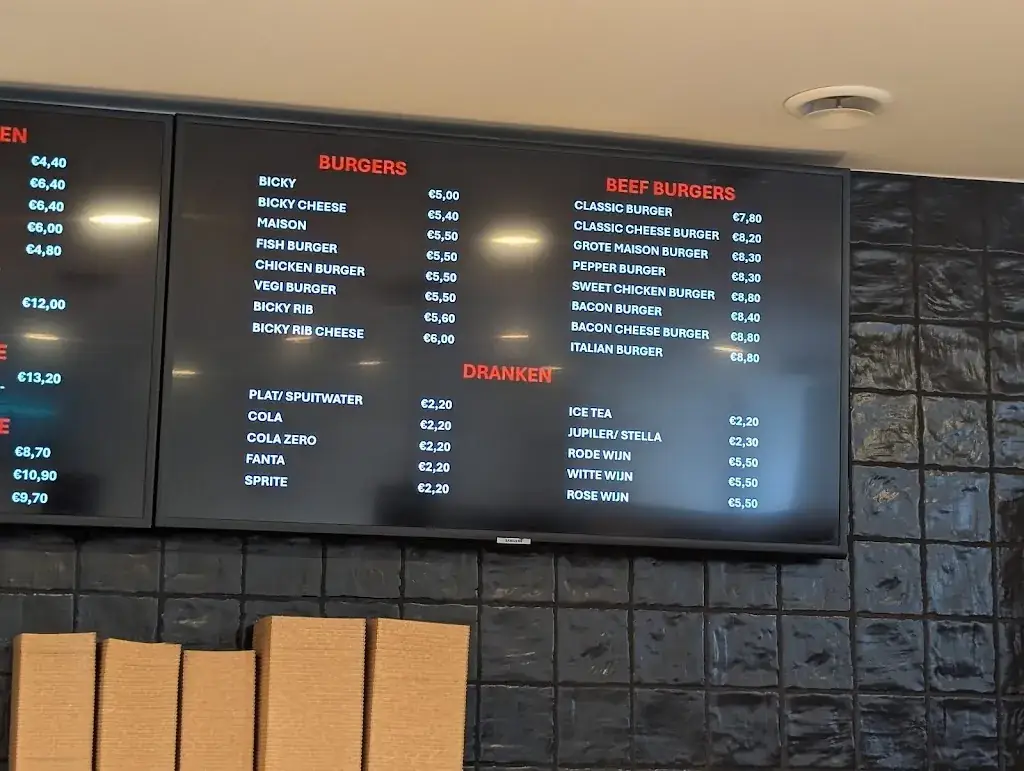 EN
€4,40
€6,40
€6,40
€6,00
€4,80
€12,00
E
€13,20
E
€8,70
€10,90
€9,70
BURGERS
BICKY €5,00
BICKY CHEESE €5,40
MAISON €5,50
FISH BURGER €5,50
CHICKEN BURGER €5,50
VEGI BURGER €5,50
BICKY RIB €5,60
BICKY RIB CHEESE €6,00
BEEF BURGERS
CLASSIC BURGER €7,80
CLASSIC CHEESE BURGER €8,20
GROTE MAISON BURGER €8,30
PEPPER BURGER €8,30
SWEET CHICKEN BURGER €8,80
BACON BURGER €8,40
BACON CHEESE BURGER €8,80
ITALIAN BURGER €8,80
DRANKEN
PLAT/ SPUITWATER €2,20
COLA €2,20
COLA ZERO €2,20
FANTA €2,20
SPRITE €2,20
ICE TEA €2,20
JUPILER/ STELLA €2,30
RODE WIJN €5,50
WITTE WIJN €5,50
ROSE WIJN €5,50